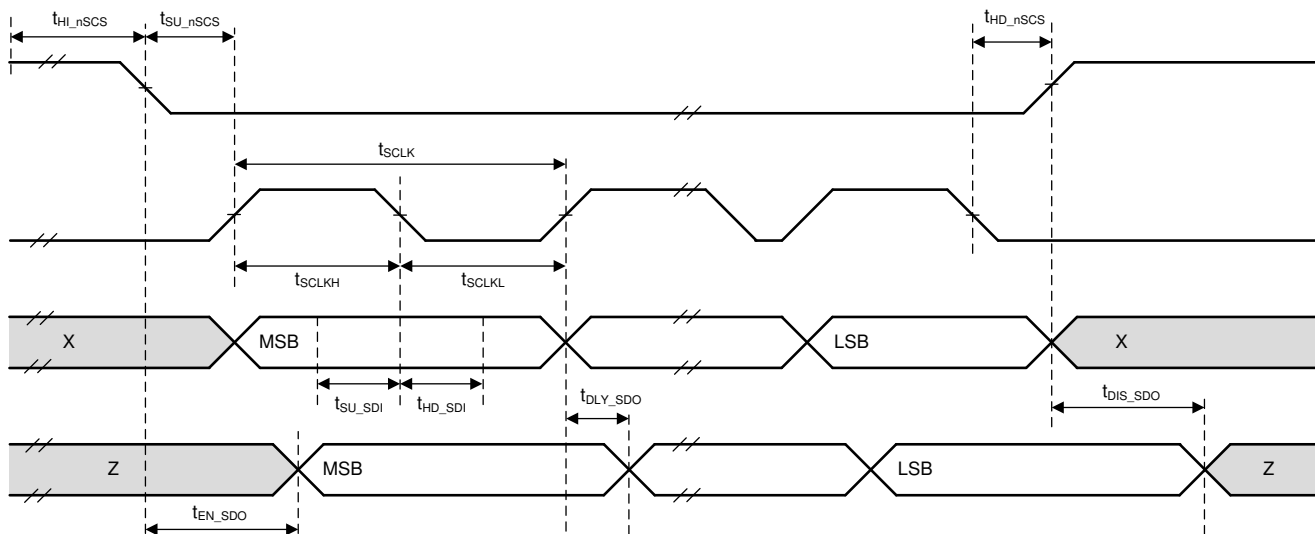 tHI_nSCS tSU_nSCS tHD_nSCS
tSCLK
tSCLKH tSCLKL
X MSB LSB X
tSU_SDI tHD_SDI tDLY_SDO tDIS_SDO
Z MSB LSB Z
tEN_SDO